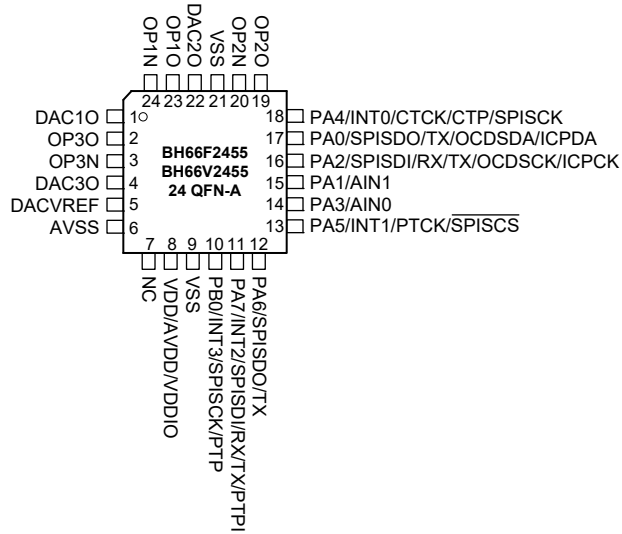 OP1N
OP1O
DAC2O
VSS
OP2N
OP2O
24 23 22 21 20 19
DAC1O 1
OP3O 2
OP3N 3
DAC3O 4
DACVREF 5
AVSS 6
BH66F2455
BH66V2455
24 QFN-A
18 PA4/INT0/CTCK/CTP/SPISCK
17 PA0/SPISDO/TX/OCDSDA/ICPDA
16 PA2/SPISDI/RX/TX/OCDSCK/ICPCK
15 PA1/AIN1
14 PA3/AIN0
13 PA5/INT1/PTCK/SPISCS
7 8 9 10 11 12
NC
VDD/AVDD/VDDIO
VSS
PB0/INT3/SPISCK/PTP
PA7/INT2/SPISDI/RX/TX/PTPI
PA6/SPISDO/TX